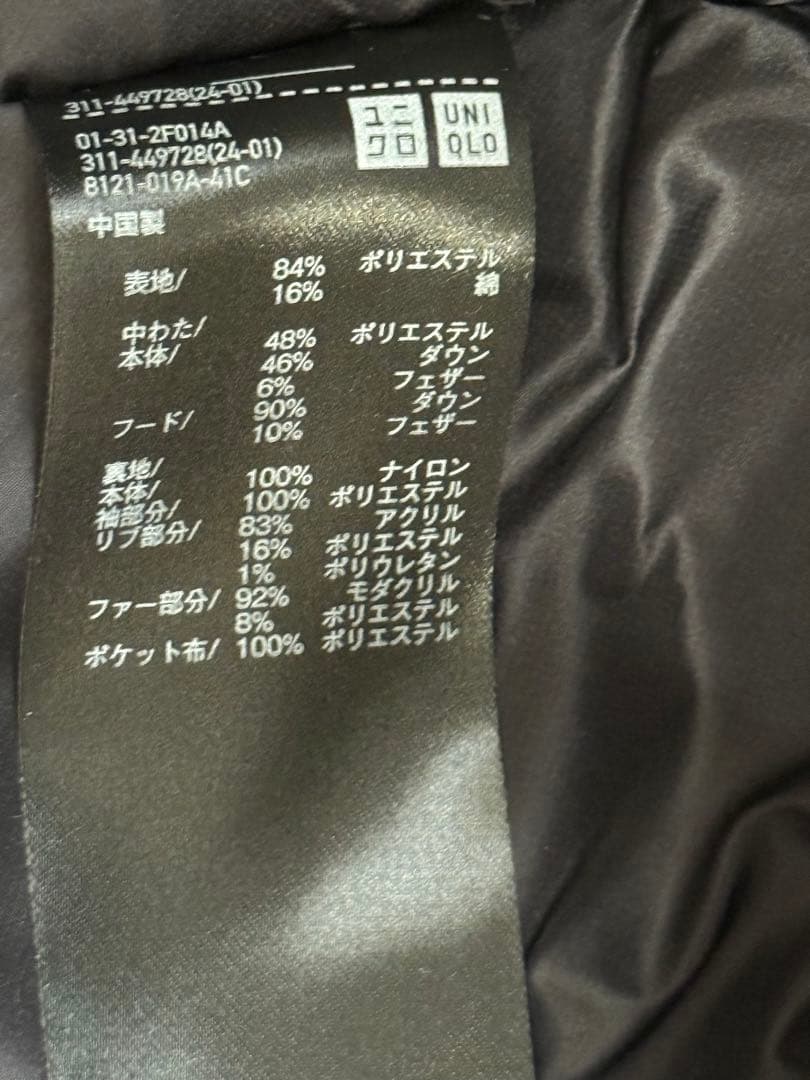 311-449728(24-01)
ユニクロ
UNIQLO
01-31-2F014A
311-449728(24-01)
8121-019A-41C
中国製
表地/ 84% ポリエステル
16% 綿
中わた/
本体/ 48% ポリエステル
46% ダウン
6% フェザー
フード/ 90% ダウン
10% フェザー
裏地/
本体/ 100% ナイロン
袖部分/ 100% ポリエステル
リブ部分/ 83% アクリル
16% ポリエステル
1% ポリウレタン
ファー部分/ 92% モダクリル
8% ポリエステル
ポケット布/ 100% ポリエステル